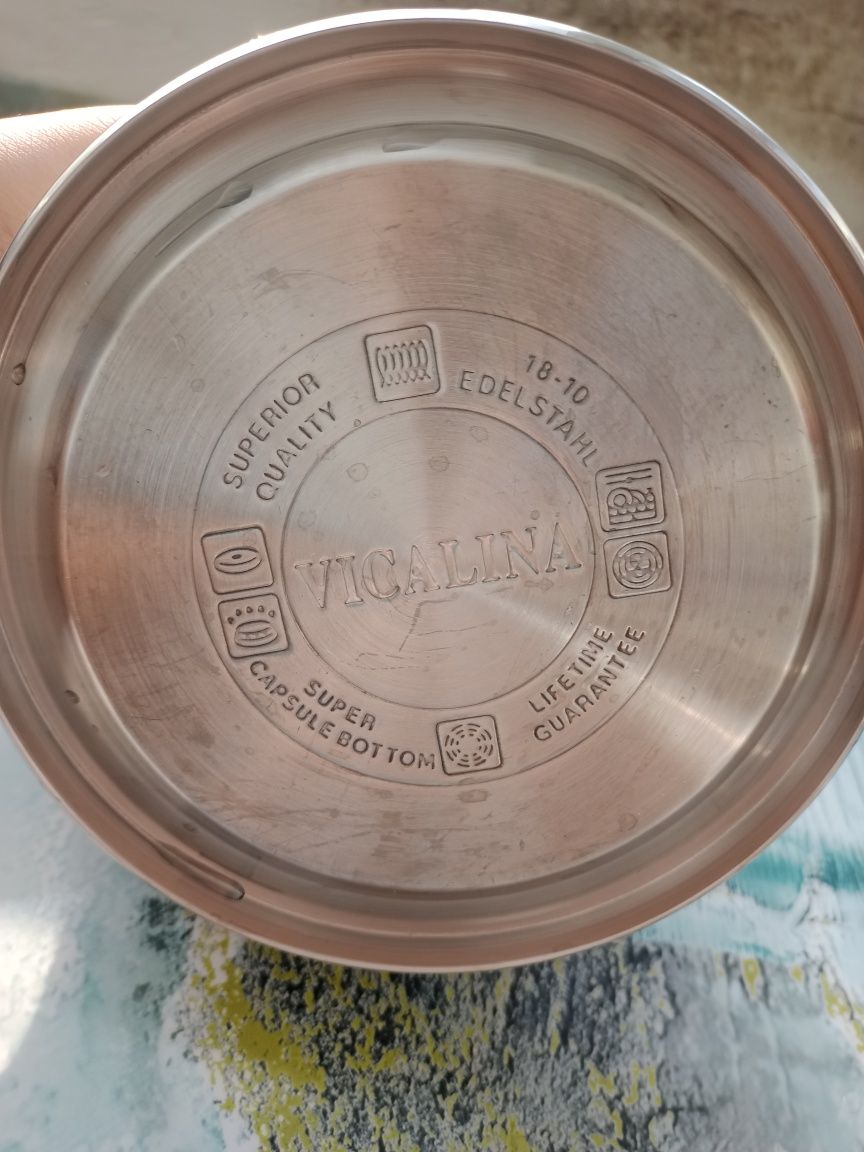 SUPERIOR
QUALITY
18-10
EDELSTAHL
VICALINA
SUPER
CAPSULE BOTTOM
LIFETIME
GUARANTEE